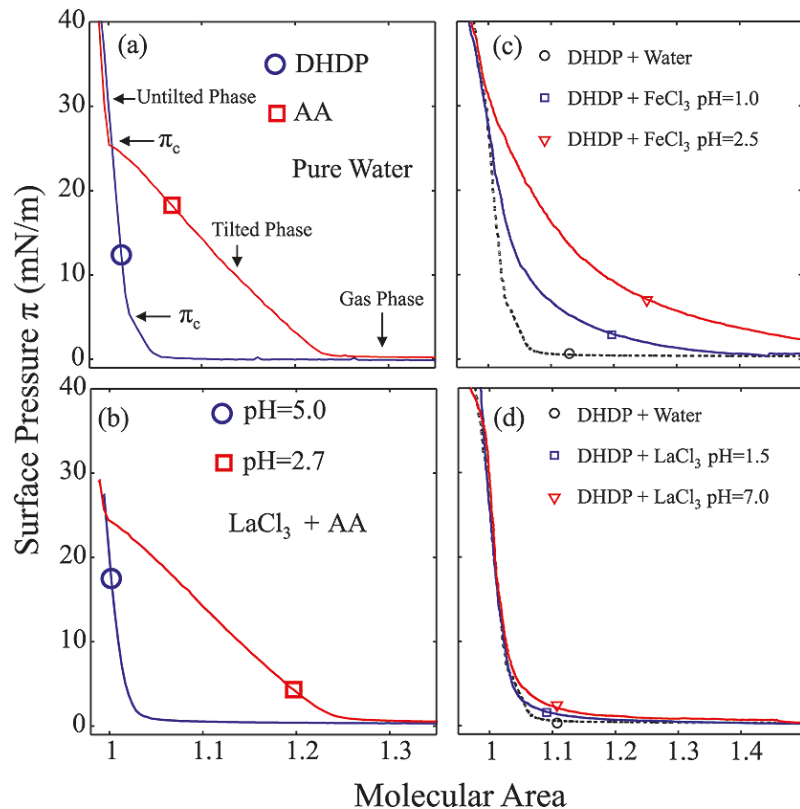 Surface Pressure π (mN/m)
(a)
DHDP
AA
Pure Water
Untilted Phase
πc
Tilted Phase
Gas Phase
πc
40
30
20
10
0
(c)
DHDP + Water
DHDP + FeCl3 pH=1.0
DHDP + FeCl3 pH=2.5
(b)
pH=5.0
pH=2.7
LaCl3 + AA
40
30
20
10
0
1 1.1 1.2 1.3
(d)
DHDP + Water
DHDP + LaCl3 pH=1.5
DHDP + LaCl3 pH=7.0
1 1.1 1.2 1.3 1.4
Molecular Area